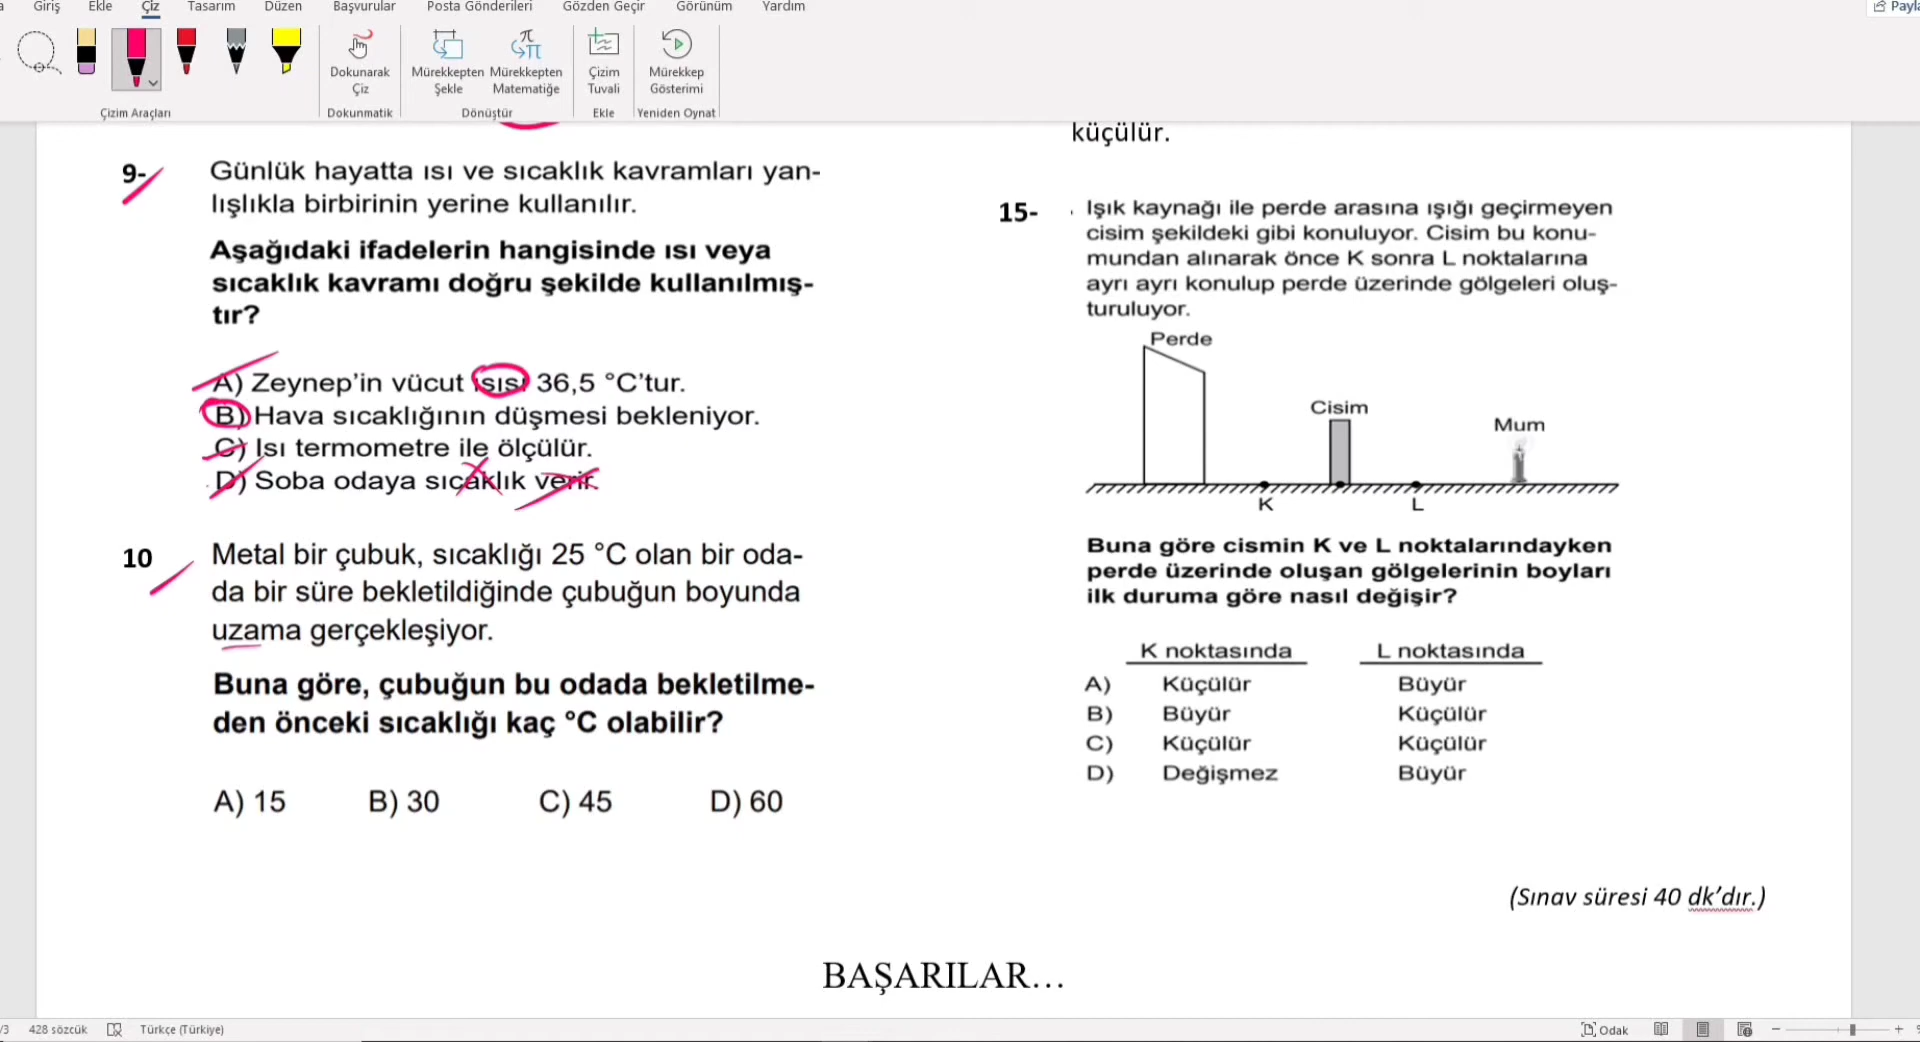 Giriş Ekle Çiz Tasarım Düzen Başvurular Posta Gönderileri Gözden Geçir Görünüm Yardım
Dokunarak Çiz
Mürekkepten Şekle
Mürekkepten Matematiğe
Çizim Tuvali
Mürekkep Gösterimi
Çizim Araçları Dokunmatik Dönüştür Ekle Yeniden Oynat
9-
Günlük hayatta ısı ve sıcaklık kavramları yan-
lışlıkla birbirinin yerine kullanılır.
Aşağıdaki ifadelerin hangisinde ısı veya
sıcaklık kavramı doğru şekilde kullanılmış-
tır?
A) Zeynep’in vücut ısısı 36,5 °C’tur.
B) Hava sıcaklığının düşmesi bekleniyor.
C) Isı termometre ile ölçülür.
D) Soba odaya sıcaklık verir.
10
Metal bir çubuk, sıcaklığı 25 °C olan bir oda-
da bir süre bekletildiğinde çubuğun boyunda
uzama gerçekleşiyor.
Buna göre, çubuğun bu odada bekletilme-
den önceki sıcaklığı kaç °C olabilir?
A) 15 B) 30 C) 45 D) 60
küçülür.
15-
Işık kaynağı ile perde arasına ışığı geçirmeyen
cisim şekildeki gibi konuluyor. Cisim bu konu-
mundan alınarak önce K sonra L noktalarına
ayrı ayrı konulup perde üzerinde gölgeleri oluş-
turuluyor.
Perde
Cisim
Mum
K L
Buna göre cismin K ve L noktalarındayken
perde üzerinde oluşan gölgelerinin boyları
ilk duruma göre nasıl değişir?
K noktasında L noktasında
A) Küçülür Büyür
B) Büyür Küçülür
C) Küçülür Küçülür
D) Değişmez Büyür
(Sınav süresi 40 dk’dır.)
BAŞARILAR…
/3 428 sözcük Türkçe (Türkiye) Odak